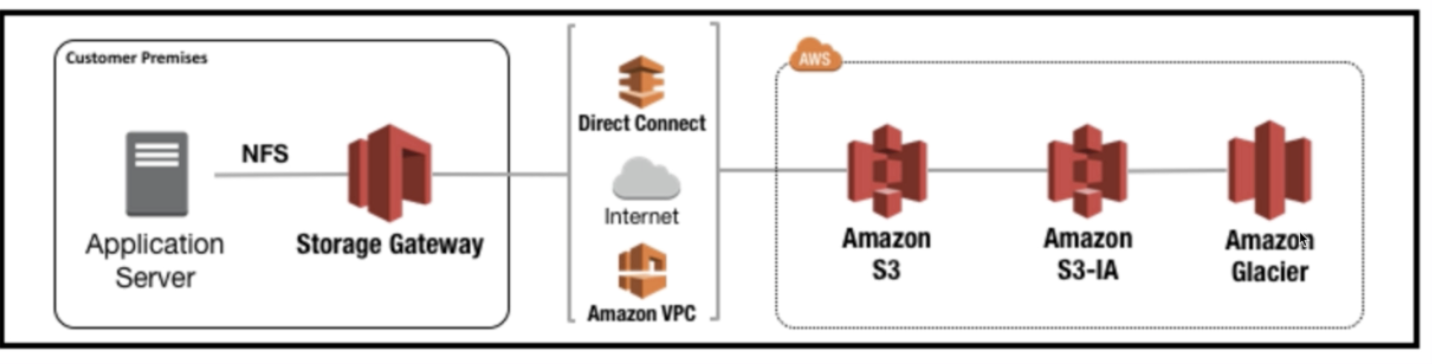 Customer Premises
NFS
Application
Server
Storage Gateway
Direct Connect
Internet
Amazon VPC
AWS
Amazon
S3
Amazon
S3-IA
Amazon
Glacier